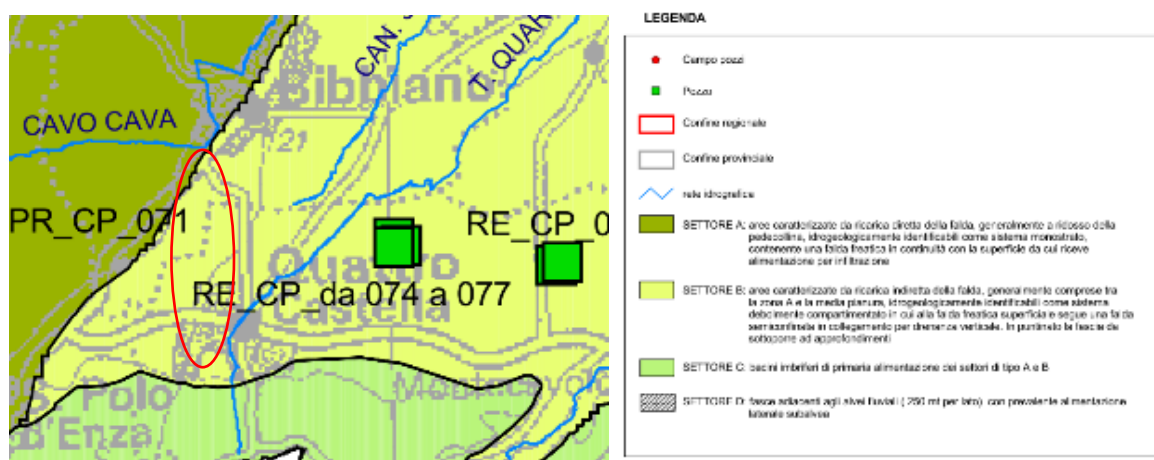 CAVO CAVA
CAN.
T. QUAR
Bibbiano
121
PR_CP_071
RE_CP_0
Quattro
RE_CP_da 074 a 077
Castella
S. Polo
d'Enza
LEGENDA
Campo pozzi
Pozzo
Confine regionale
Confine provinciale
rete idrografica
SETTORE A: aree caratterizzate da ricarica diretta della falda, generalmente a ridosso della
pedecollina, idrogeologicamente identificabili come sistema monostrato,
contenente una falda freatica in continuità con la superficie da cui riceve
alimentazione per infiltrazione
SETTORE B: aree caratterizzate da ricarica indiretta della falda, generalmente comprese tra
la zona A e la media pianura, idrogeologicamente identificabili come sistema
debolmente compartimentato in cui alla falda freatica superficiale segue una falda
semiconfinata in collegamento per drenanza verticale. In puntinato le fasce da
sottoporre ad approfondimenti
SETTORE C: bacini imbriferi di primaria alimentazione dei settori di tipo A e B
SETTORE D: fasce adiacenti agli alvei fluviali ( 250 mt per lato) con prevalente alimentazione
laterale subalvea